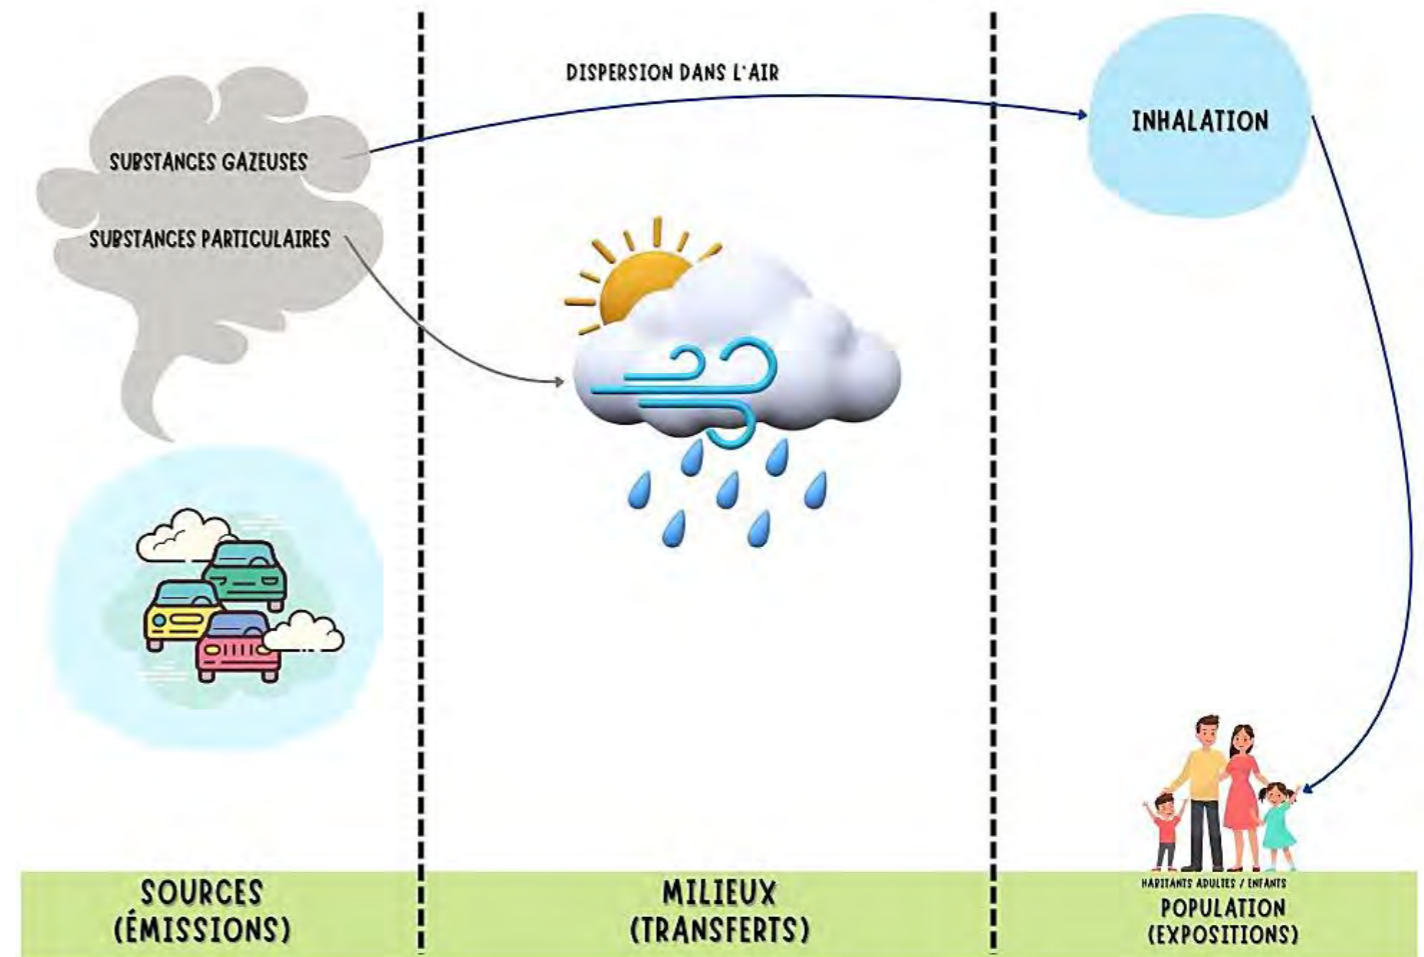 DISPERSION DANS L'AIR
INHALATION
SUBSTANCES GAZEUSES
SUBSTANCES PARTICULAIRES
SOURCES
(ÉMISSIONS)
MILIEUX
(TRANSFERTS)
HABITANTS ADULTES / ENFANTS
POPULATION
(EXPOSITIONS)